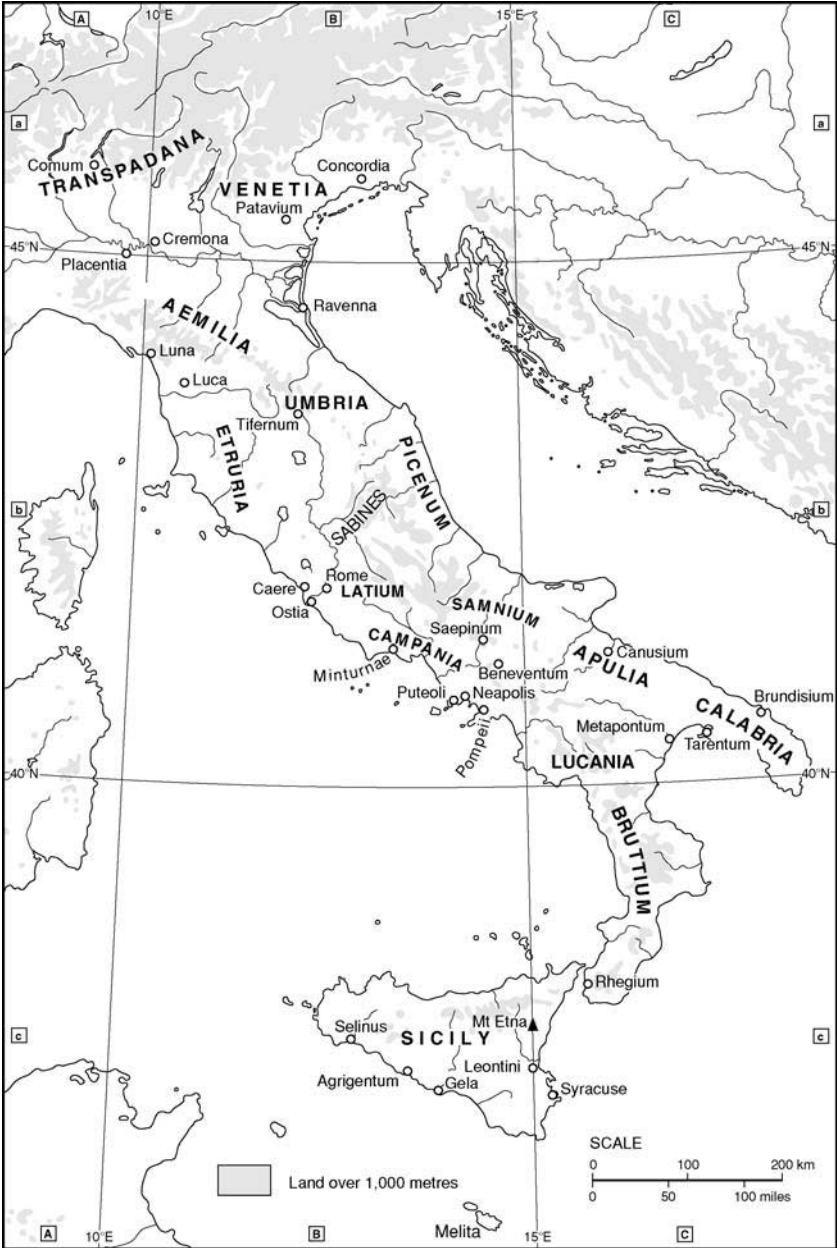 A
10°E
B
15°E
C
a
a
TRANSPADANA
Comum
Concordia
VENETIA
Patavium
Cremona
45°N
45°N
Placentia
AEMILIA
Ravenna
Luna
Luca
UMBRIA
Tifernum
ETRURIA
PICENUM
b
b
SABINES
Rome
Caere
LATIUM
Ostia
SAMNIUM
Saepinum
CAMPANIA
Minturnae
Beneventum
APULIA
Canusium
Puteoli
Neapolis
Pompeii
Brundisium
CALABRIA
Metapontum
Tarentum
LUCANIA
40°N
40°N
BRUTTIUM
Rhegium
Mt Etna
Selinus
SICILY
c
c
Leontini
Agrigentum
Gela
Syracuse
SCALE
0 100 200 km
0 50 100 miles
Land over 1,000 metres
Melita
A
10°E
B
15°E
C